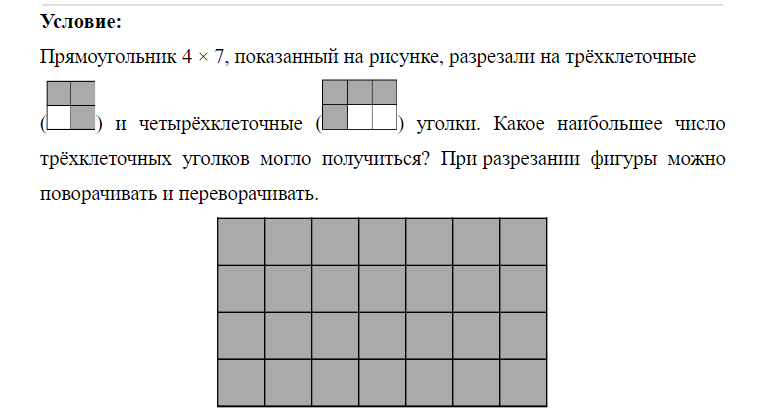 Условие:
Прямоугольник 4 × 7, показанный на рисунке, разрезали на трёхклеточные
( ) и четырёхклеточные ( ) уголки. Какое наибольшее число
трёхклеточных уголков могло получиться? При разрезании фигуры можно
поворачивать и переворачивать.